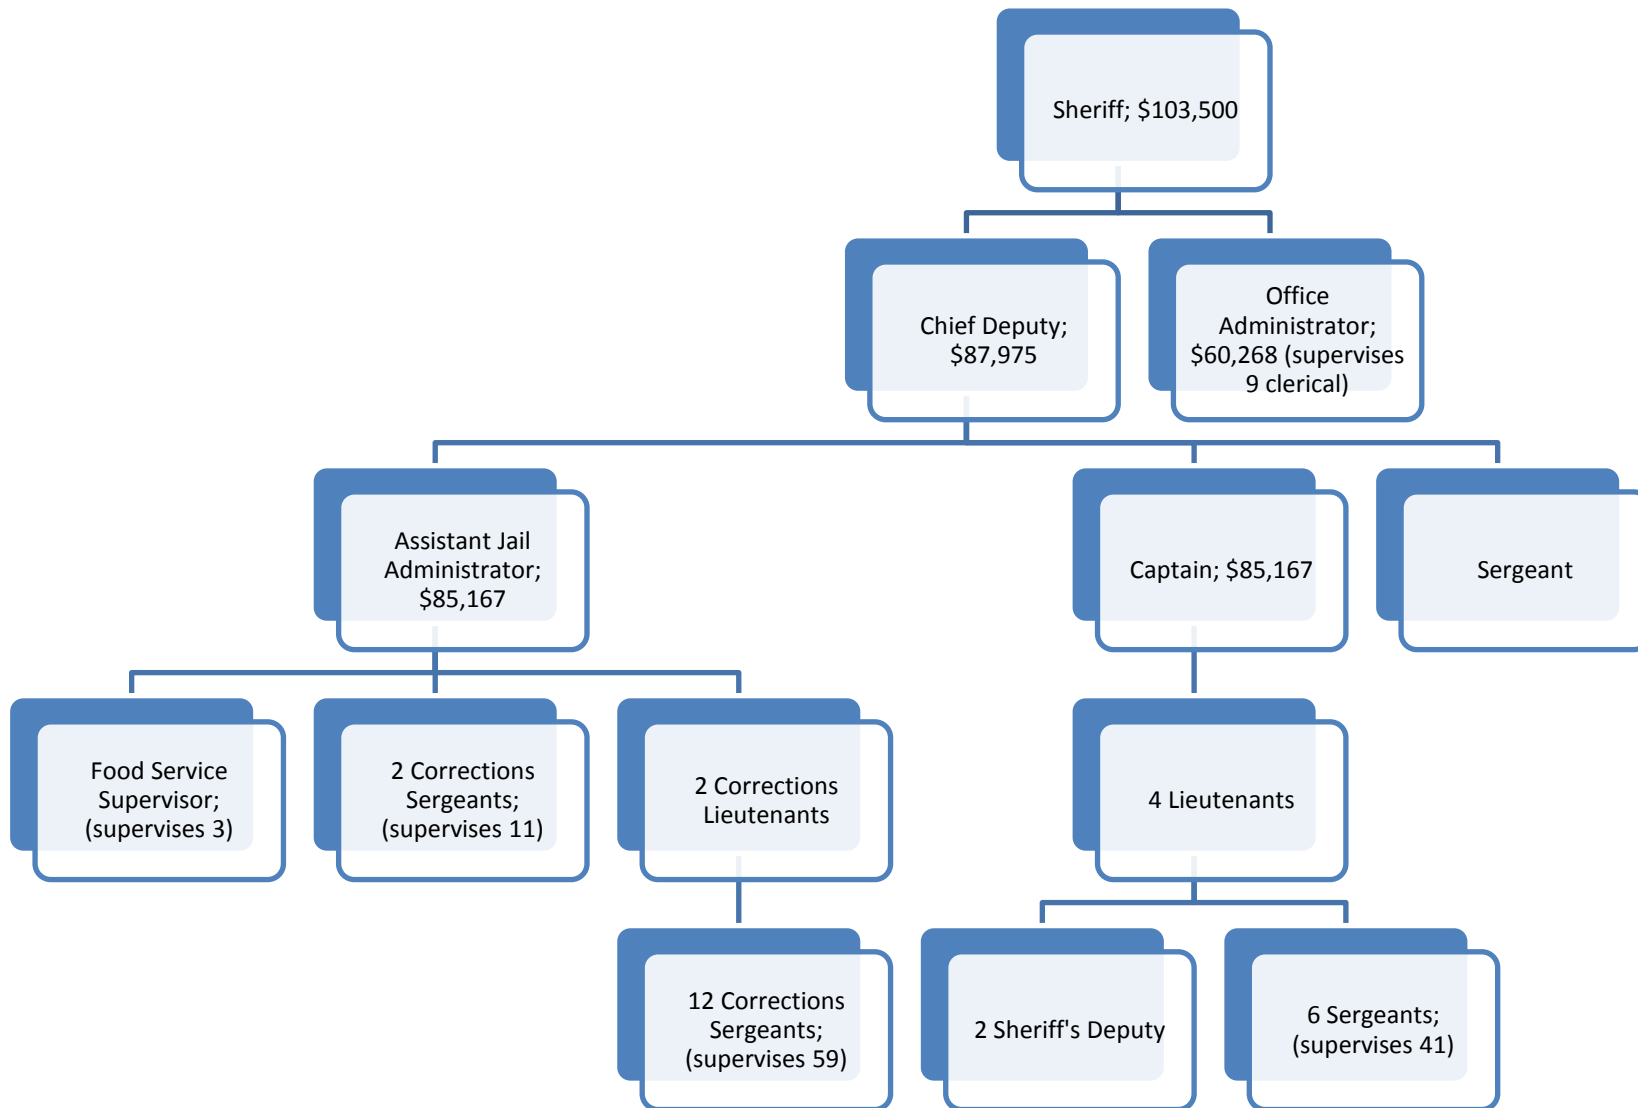 Sheriff; $103,500
Chief Deputy;
$87,975
Office
Administrator;
$60,268 (supervises
9 clerical)
Assistant Jail
Administrator;
$85,167
Captain; $85,167
Sergeant
Food Service
Supervisor;
(supervises 3)
2 Corrections
Sergeants;
(supervises 11)
2 Corrections
Lieutenants
4 Lieutenants
12 Corrections
Sergeants;
(supervises 59)
2 Sheriff's Deputy
6 Sergeants;
(supervises 41)